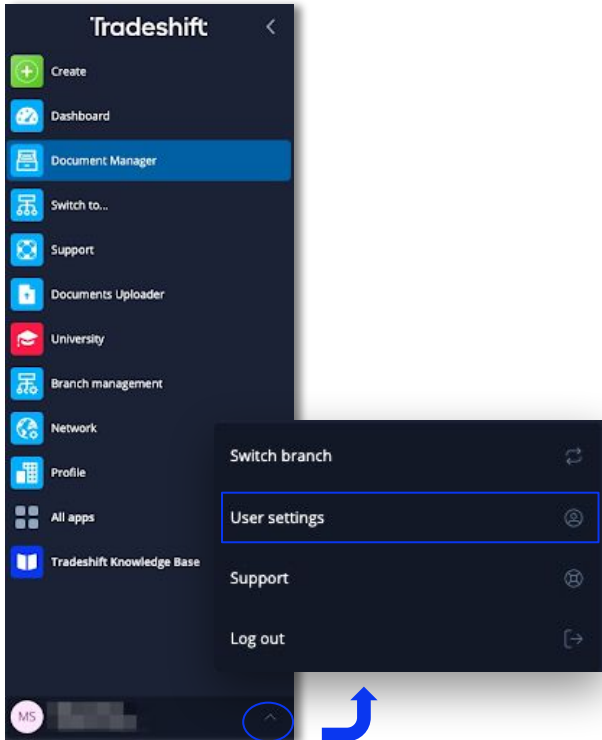 Tradeshift
Create
Dashboard
Document Manager
Switch to...
Support
Documents Uploader
University
Branch management
Network
Profile
All apps
Tradeshift Knowledge Base
MS
Switch branch
User settings
Support
Log out